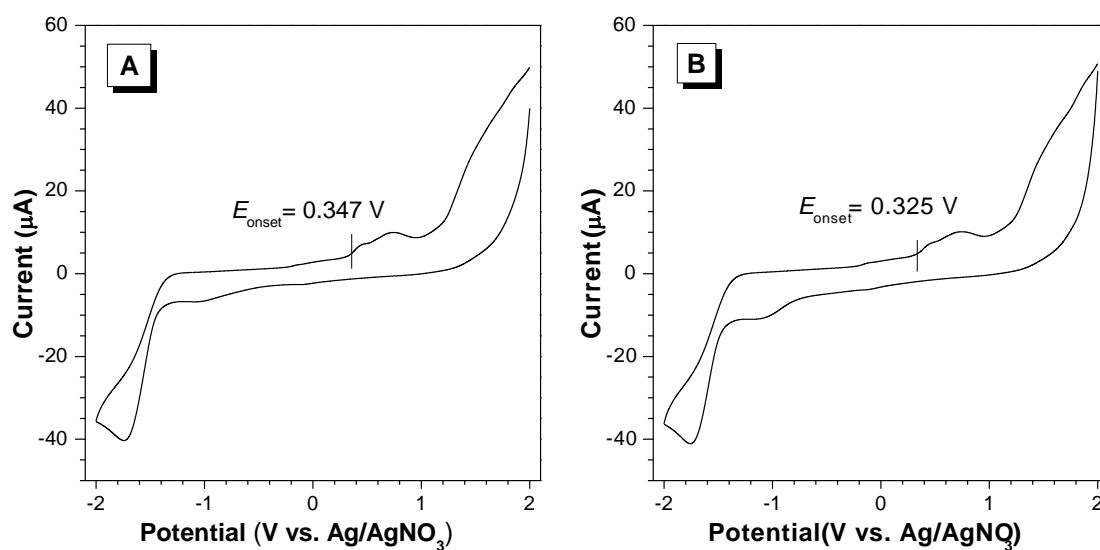 A
E onset = 0.347 V
60
40
20
0
-20
-40
-2 -1 0 1 2
Current (μA)
Potential (V vs. Ag/AgNO3)
B
E onset = 0.325 V
60
40
20
0
-20
-40
-2 -1 0 1 2
Current (μA)
Potential(V vs. Ag/AgNO3)